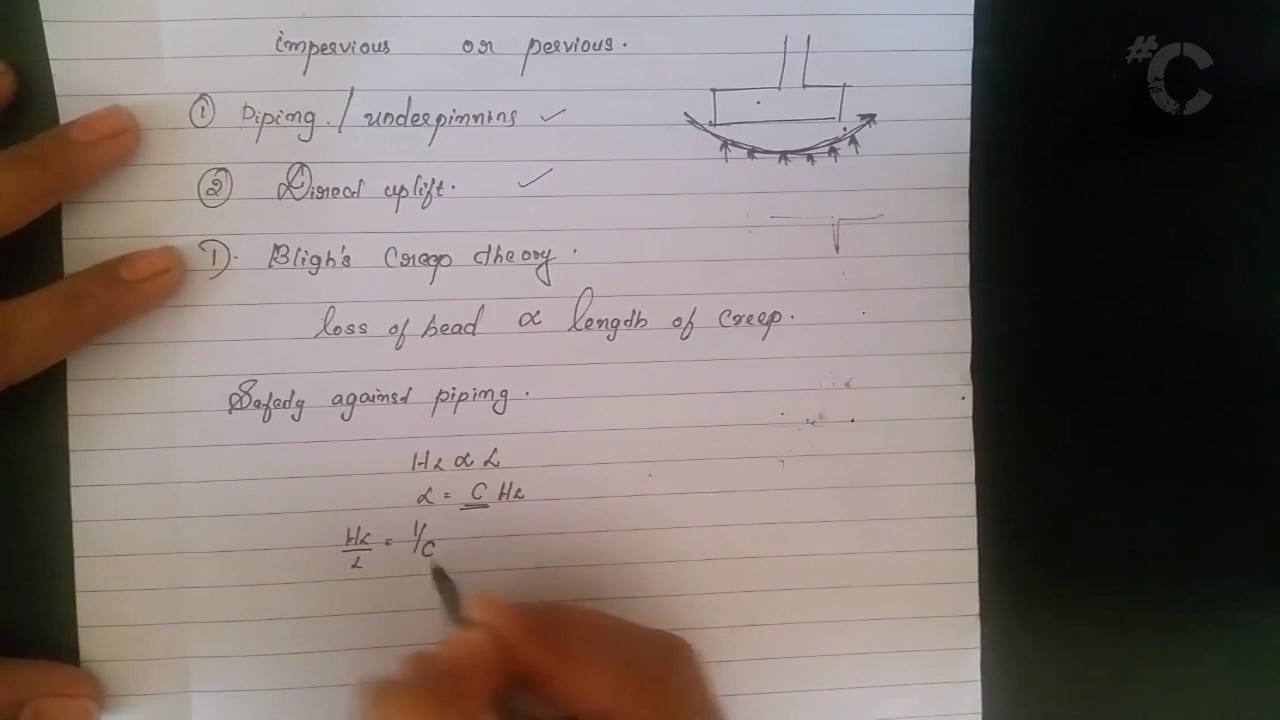 impervious or pervious.
① Piping / underpinning ✓
② Direct uplift. ✓
1). Bligh's Creep theory.
loss of head ∝ length of creep.
Safety against piping.
HL ∝ L
L = C HL
HL/L = 1/C
#C